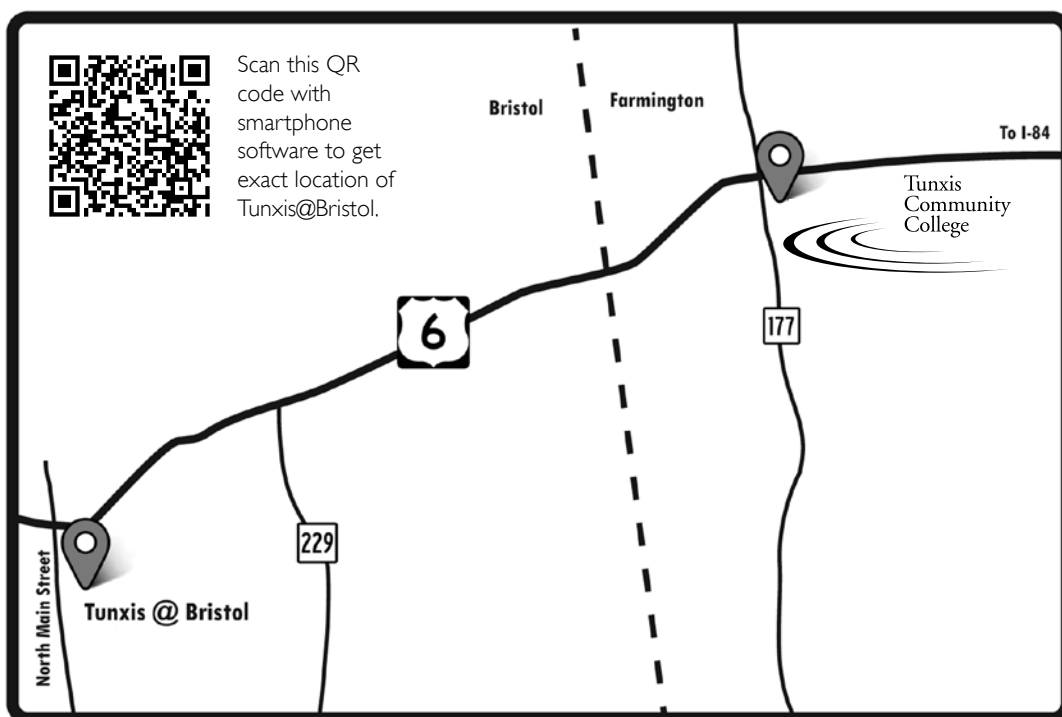 Scan this QR
code with
smartphone
software to get
exact location of
Tunxis@Bristol.
Bristol
Farmington
To I-84
Tunxis
Community
College
6
177
229
North Main Street
Tunxis @ Bristol